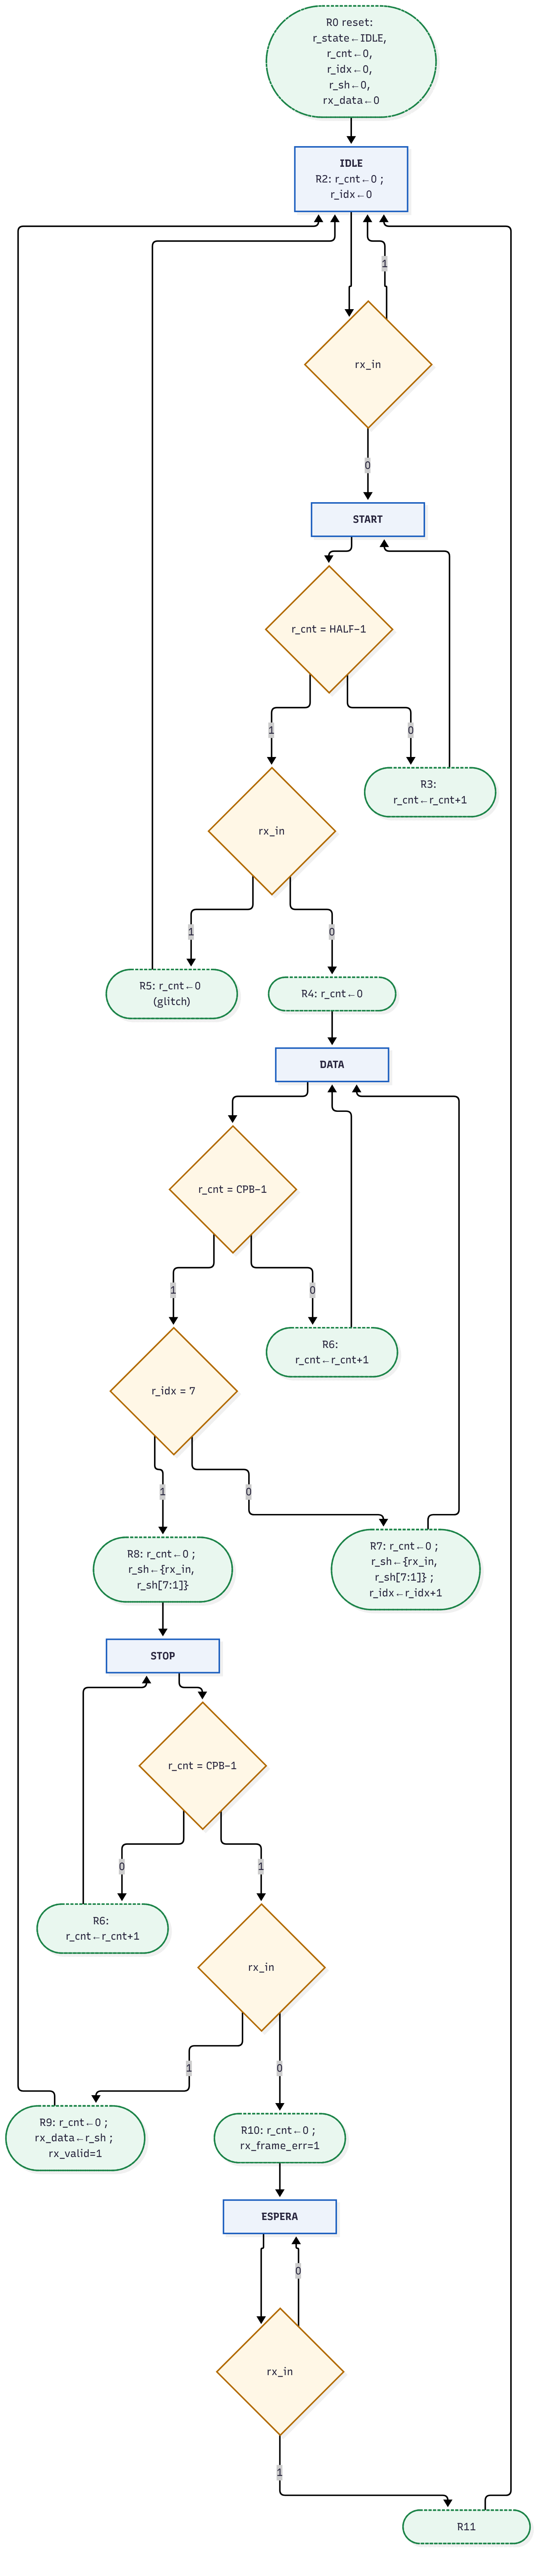 R0 reset:
r_state←IDLE,
r_cnt←0,
r_idx←0,
r_sh←0,
rx_data←0
IDLE
R2: r_cnt←0 ;
r_idx←0
1
rx_in
0
START
r_cnt = HALF−1
1
0
R3:
r_cnt←r_cnt+1
rx_in
1
0
R5: r_cnt←0
(glitch)
R4: r_cnt←0
DATA
r_cnt = CPB−1
1
0
R6:
r_cnt←r_cnt+1
r_idx = 7
1
0
R8: r_cnt←0 ;
r_sh←{rx_in,
r_sh[7:1]}
R7: r_cnt←0 ;
r_sh←{rx_in,
r_sh[7:1]} ;
r_idx←r_idx+1
STOP
r_cnt = CPB−1
0
1
R6:
r_cnt←r_cnt+1
rx_in
1
0
R9: r_cnt←0 ;
rx_data←r_sh ;
rx_valid=1
R10: r_cnt←0 ;
rx_frame_err=1
ESPERA
0
rx_in
1
R11